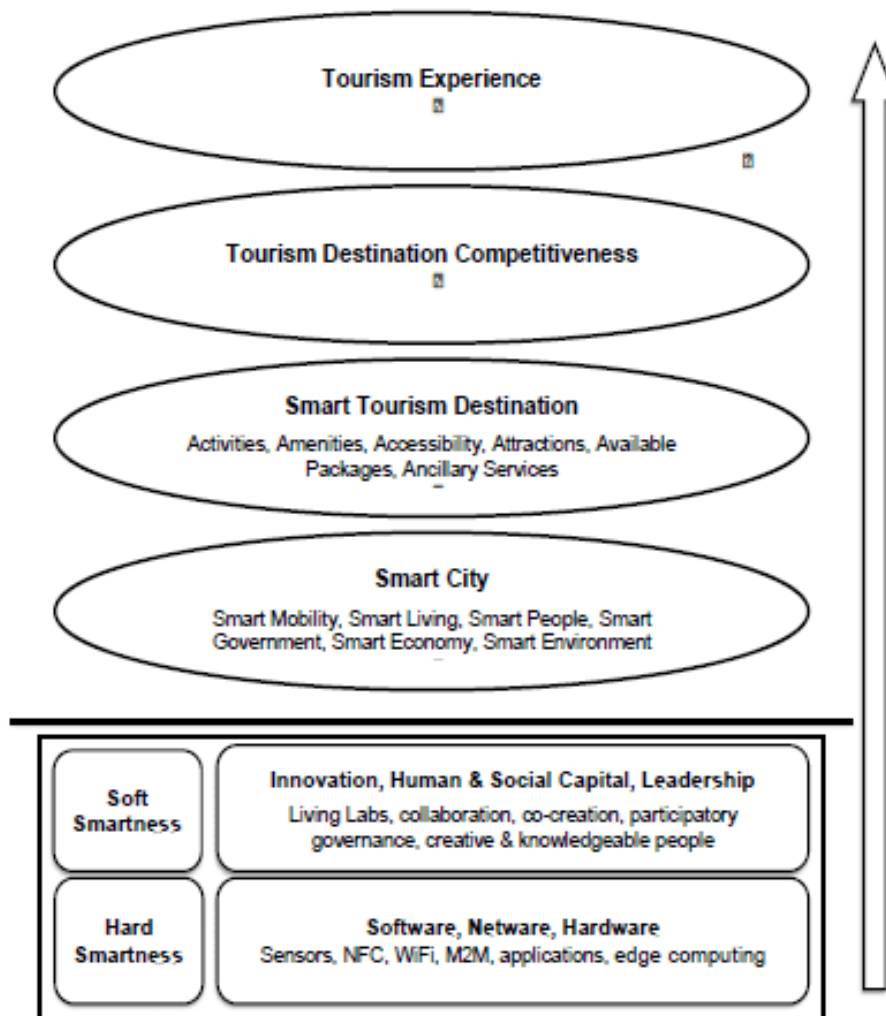 Tourism Experience
Tourism Destination Competitiveness
Smart Tourism Destination
Activities, Amenities, Accessibility, Attractions, Available
Packages, Ancillary Services
Smart City
Smart Mobility, Smart Living, Smart People, Smart
Government, Smart Economy, Smart Environment
Soft
Smartness
Innovation, Human & Social Capital, Leadership
Living Labs, collaboration, co-creation, participatory
governance, creative & knowledgeable people
Hard
Smartness
Software, Netware, Hardware
Sensors, NFC, WiFi, M2M, applications, edge computing